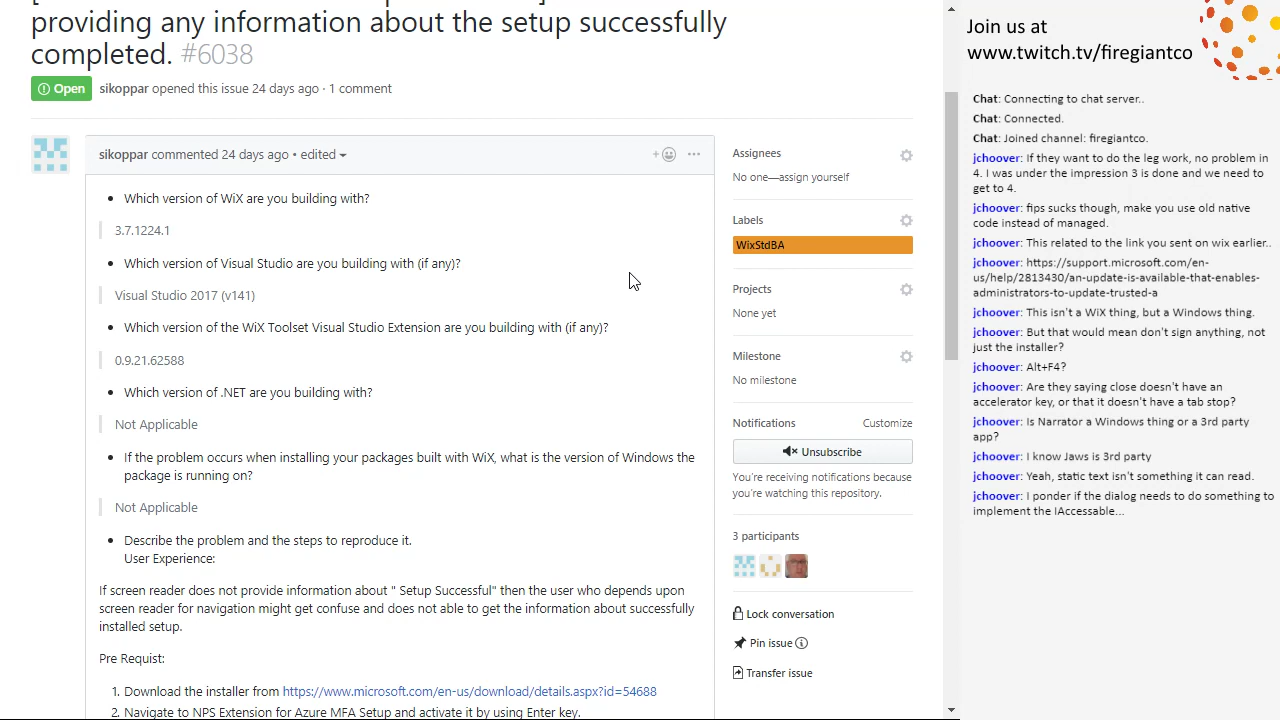 providing any information about the setup successfully
completed. #6038
Open sikoppar opened this issue 24 days ago · 1 comment
sikoppar commented 24 days ago • edited
• Which version of WiX are you building with?
3.7.1224.1
• Which version of Visual Studio are you building with (if any)?
Visual Studio 2017 (v141)
• Which version of the WiX Toolset Visual Studio Extension are you building with (if any)?
0.9.21.62588
• Which version of .NET are you building with?
Not Applicable
• If the problem occurs when installing your packages built with WiX, what is the version of Windows the
package is running on?
Not Applicable
• Describe the problem and the steps to reproduce it.
User Experience:
If screen reader does not provide information about " Setup Successful" then the user who depends upon
screen reader for navigation might get confuse and does not able to get the information about successfully
installed setup.
Pre Requist:
1. Download the installer from https://www.microsoft.com/en-us/download/details.aspx?id=54688
2. Navigate to NPS Extension for Azure MFA Setup and activate it by using Enter key.
Assignees
No one—assign yourself
Labels
WixStdBA
Projects
None yet
Milestone
No milestone
Notifications Customize
Unsubscribe
You're receiving notifications because
you're watching this repository.
3 participants
Lock conversation
Pin issue
Transfer issue
Join us at
www.twitch.tv/firegiantco
Chat: Connecting to chat server..
Chat: Connected.
Chat: Joined channel: firegiantco.
jchoover: If they want to do the leg work, no problem in
4. I was under the impression 3 is done and we need to
get to 4.
jchoover: fips sucks though, make you use old native
code instead of managed.
jchoover: This related to the link you sent on wix earlier..
jchoover: https://support.microsoft.com/en-
us/help/2813430/an-update-is-available-that-enables-
administrators-to-update-trusted-a
jchoover: This isn't a WiX thing, but a Windows thing.
jchoover: But that would mean don't sign anything, not
just the installer?
jchoover: Alt+F4?
jchoover: Are they saying close doesn't have an
accelerator key, or that it doesn't have a tab stop?
jchoover: Is Narrator a Windows thing or a 3rd party
app?
jchoover: I know Jaws is 3rd party
jchoover: Yeah, static text isn't something it can read.
jchoover: I ponder if the dialog needs to do something to
implement the IAccessable...